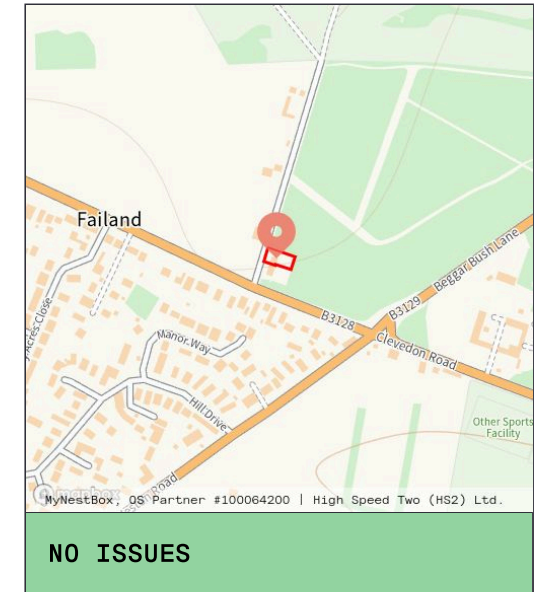 Failand
Beggar Bush Lane
B3129
B3128
Clevedon Road
Manor Way
Acres Close
Hill Drive
Other Sports
Facility
Road
MyNestBox, OS Partner #100064200 | High Speed Two (HS2) Ltd.
NO ISSUES